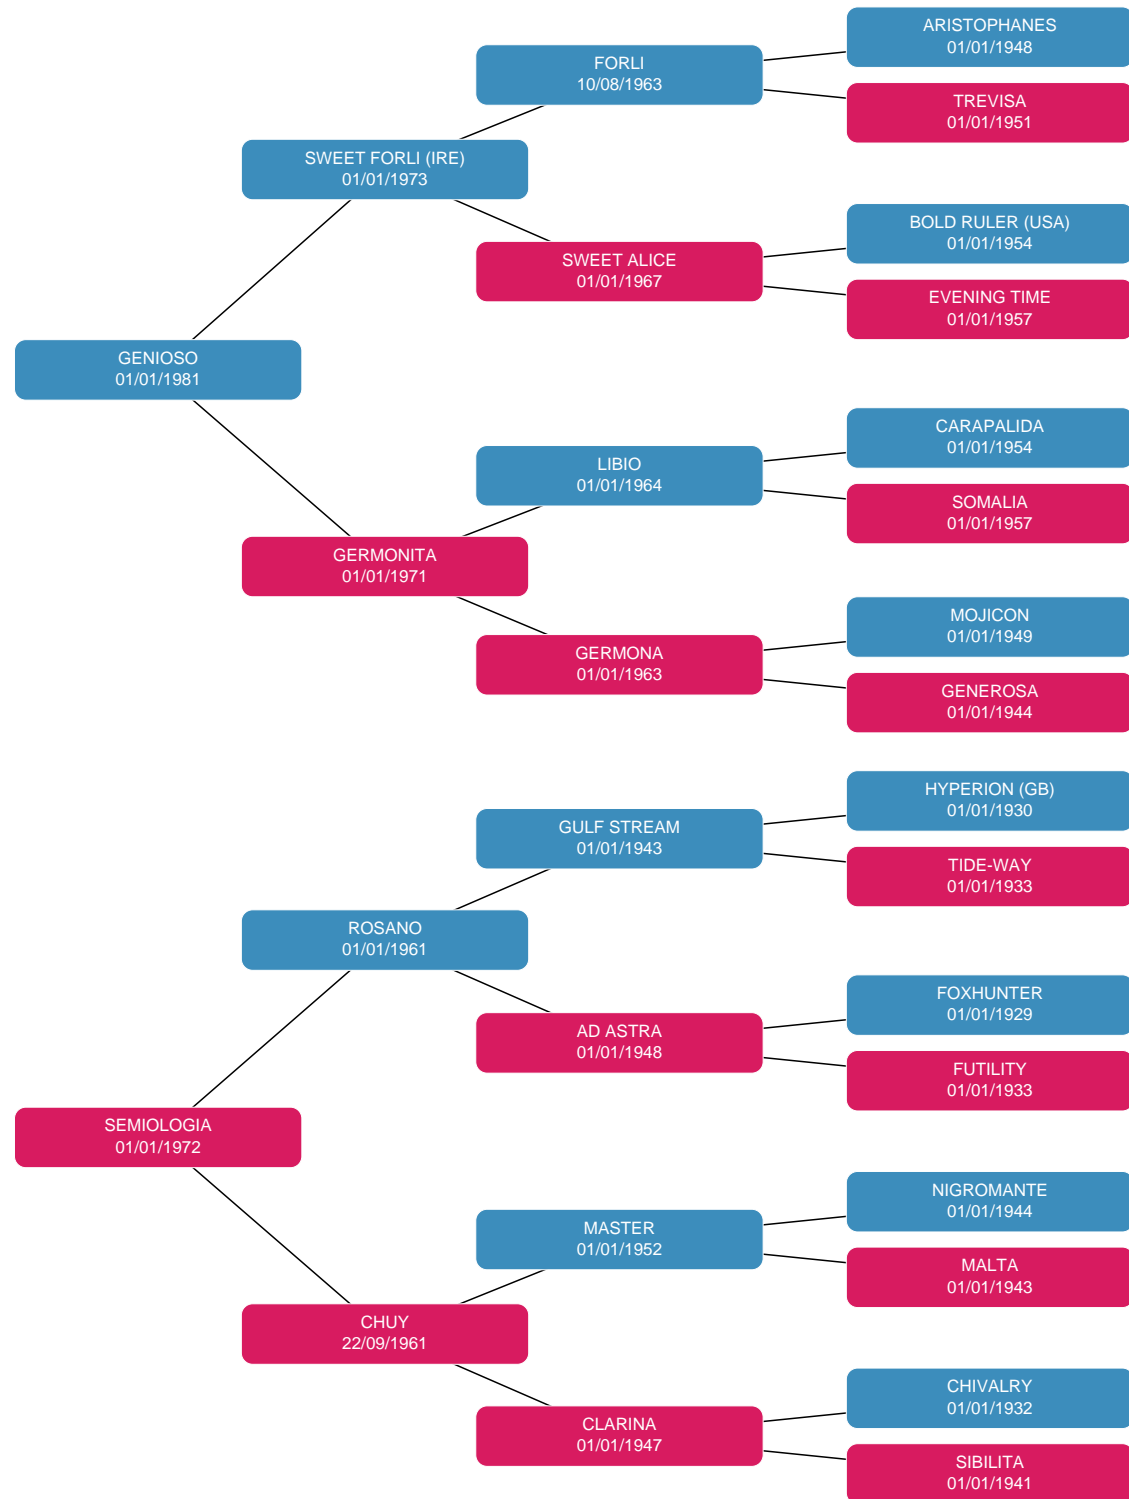 ARISTOPHANES
01/01/1948
FORLI
10/08/1963
TREVISA
01/01/1951
SWEET FORLI (IRE)
01/01/1973
BOLD RULER (USA)
01/01/1954
SWEET ALICE
01/01/1967
EVENING TIME
01/01/1957
GENIOSO
01/01/1981
CARAPALIDA
01/01/1954
LIBIO
01/01/1964
SOMALIA
01/01/1957
GERMONITA
01/01/1971
MOJICON
01/01/1949
GERMONA
01/01/1963
GENEROSA
01/01/1944
HYPERION (GB)
01/01/1930
GULF STREAM
01/01/1943
TIDE-WAY
01/01/1933
ROSANO
01/01/1961
FOXHUNTER
01/01/1929
AD ASTRA
01/01/1948
FUTILITY
01/01/1933
SEMIOLOGIA
01/01/1972
NIGROMANTE
01/01/1944
MASTER
01/01/1952
MALTA
01/01/1943
CHUY
22/09/1961
CHIVALRY
01/01/1932
CLARINA
01/01/1947
SIBILITA
01/01/1941